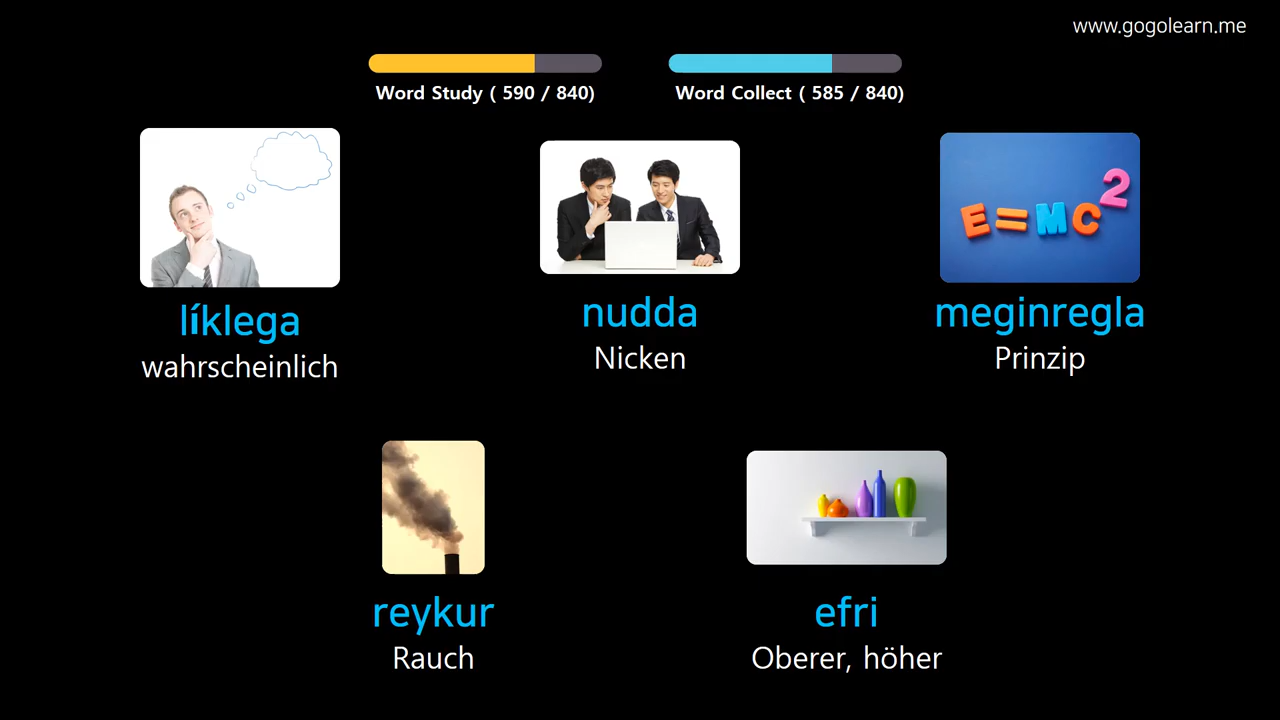 www.gogolearn.me
Word Study ( 590 / 840)
Word Collect ( 585 / 840)
E=MC2
líklega
wahrscheinlich
nudda
Nicken
meginregla
Prinzip
reykur
Rauch
efri
Oberer, höher